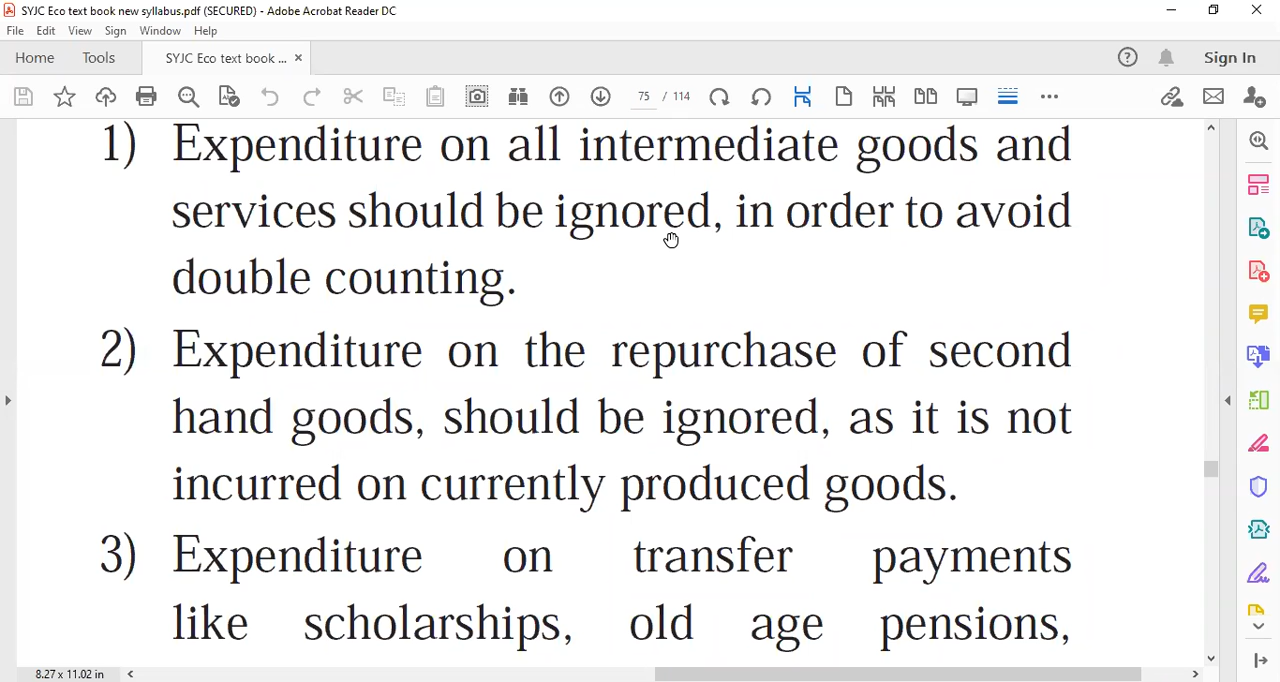 SYJC Eco text book new syllabus.pdf (SECURED) - Adobe Acrobat Reader DC
File Edit View Sign Window Help
Home Tools SYJC Eco text book ... × Sign In
75 / 114
1) Expenditure on all intermediate goods and
services should be ignored, in order to avoid
double counting.
2) Expenditure on the repurchase of second
hand goods, should be ignored, as it is not
incurred on currently produced goods.
3) Expenditure on transfer payments
like scholarships, old age pensions,
8.27 x 11.02 in